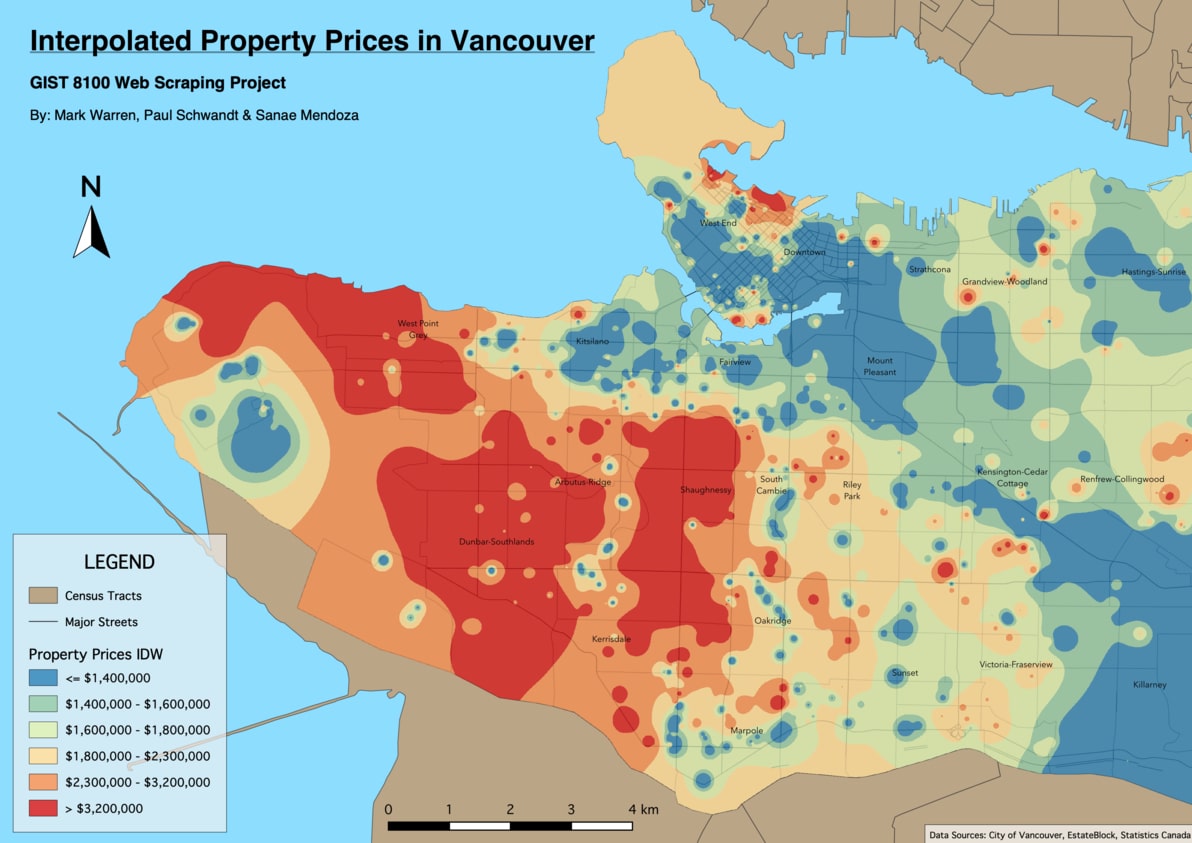 Interpolated Property Prices in Vancouver
GIST 8100 Web Scraping Project
By: Mark Warren, Paul Schwandt & Sanae Mendoza
N
West End
Downtown
Strathcona
Grandview-Woodland
Hastings-Sunrise
West Point
Grey
Kitsilano
Fairview
Mount
Pleasant
Arbutus-Ridge
Shaughnessy
South
Cambie
Riley
Park
Kensington-Cedar
Cottage
Renfrew-Collingwood
Dunbar-Southlands
Kerrisdale
Oakridge
Sunset
Victoria-Fraserview
Killarney
Marpole
LEGEND
Census Tracts
Major Streets
Property Prices IDW
<= $1,400,000
$1,400,000 - $1,600,000
$1,600,000 - $1,800,000
$1,800,000 - $2,300,000
$2,300,000 - $3,200,000
> $3,200,000
0 1 2 3 4 km
Data Sources: City of Vancouver, EstateBlock, Statistics Canada